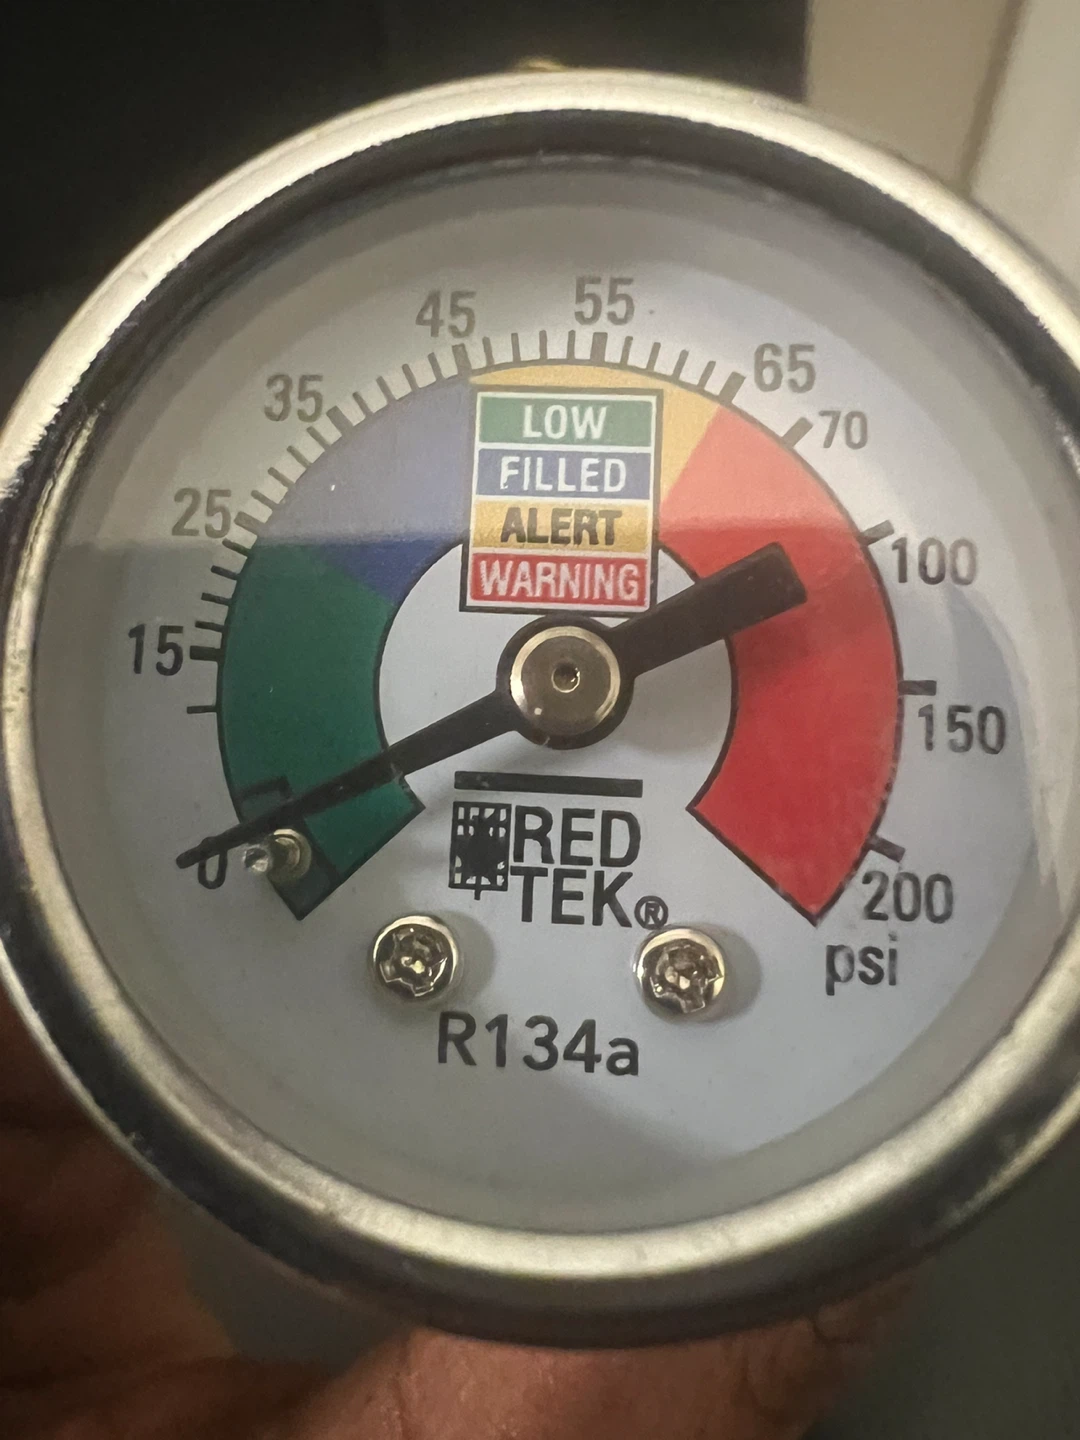 45 55
35 65
70
25
100
15
150
0
200
psi
LOW
FILLED
ALERT
WARNING
RED
TEK®
R134a